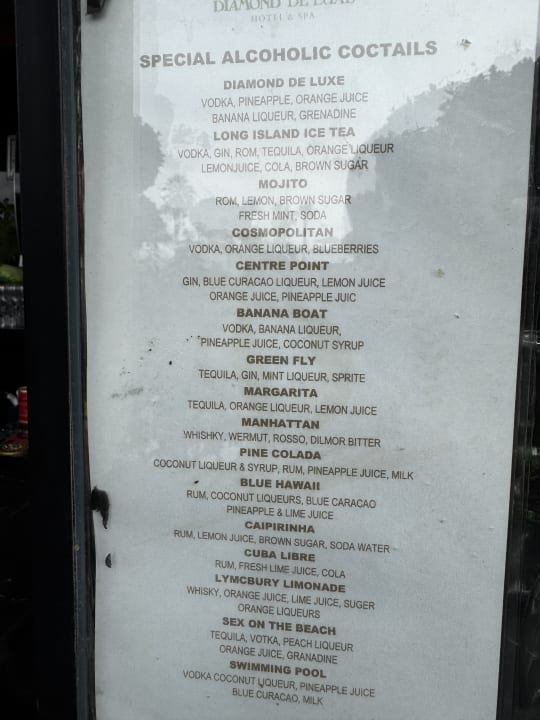 DIAMOND DE LUXE
HOTEL & SPA
SPECIAL ALCOHOLIC COCTAILS
DIAMOND DE LUXE
VODKA, PINEAPPLE, ORANGE JUICE
BANANA LIQUEUR, GRENADINE
LONG ISLAND ICE TEA
VODKA, GIN, ROM, TEQUILA, ORANGE LIQUEUR
LEMONJUICE, COLA, BROWN SUGAR
MOJITO
ROM, LEMON, BROWN SUGAR
FRESH MINT, SODA
COSMOPOLITAN
VODKA, ORANGE LIQUEUR, BLUEBERRIES
CENTRE POINT
GIN, BLUE CURACAO LIQUEUR, LEMON JUICE
ORANGE JUICE, PINEAPPLE JUIC
BANANA BOAT
VODKA, BANANA LIQUEUR,
PINEAPPLE JUICE, COCONUT SYRUP
GREEN FLY
TEQUILA, GIN, MINT LIQUEUR, SPRITE
MARGARITA
TEQUILA, ORANGE LIQUEUR, LEMON JUICE
MANHATTAN
WHISHKY, WERMUT, ROSSO, DILMOR BITTER
PINE COLADA
COCONUT LIQUEUR & SYRUP, RUM, PINEAPPLE JUICE, MILK
BLUE HAWAII
RUM, COCONUT LIQUEURS, BLUE CARACAO
PINEAPPLE & LIME JUICE
CAIPIRINHA
RUM, LEMON JUICE, BROWN SUGAR, SODA WATER
CUBA LIBRE
RUM, FRESH LIME JUICE, COLA
LYMCBURY LIMONADE
WHISKY, ORANGE JUICE, LIME JUICE, SUGER
ORANGE LIQUEURS
SEX ON THE BEACH
TEQUILA, VOTKA, PEACH LIQUEUR
ORANGE JUICE, GRANADINE
SWIMMING POOL
VODKA COCONUT LIQUEUR, PINEAPPLE JUICE
BLUE CURACAO, MILK